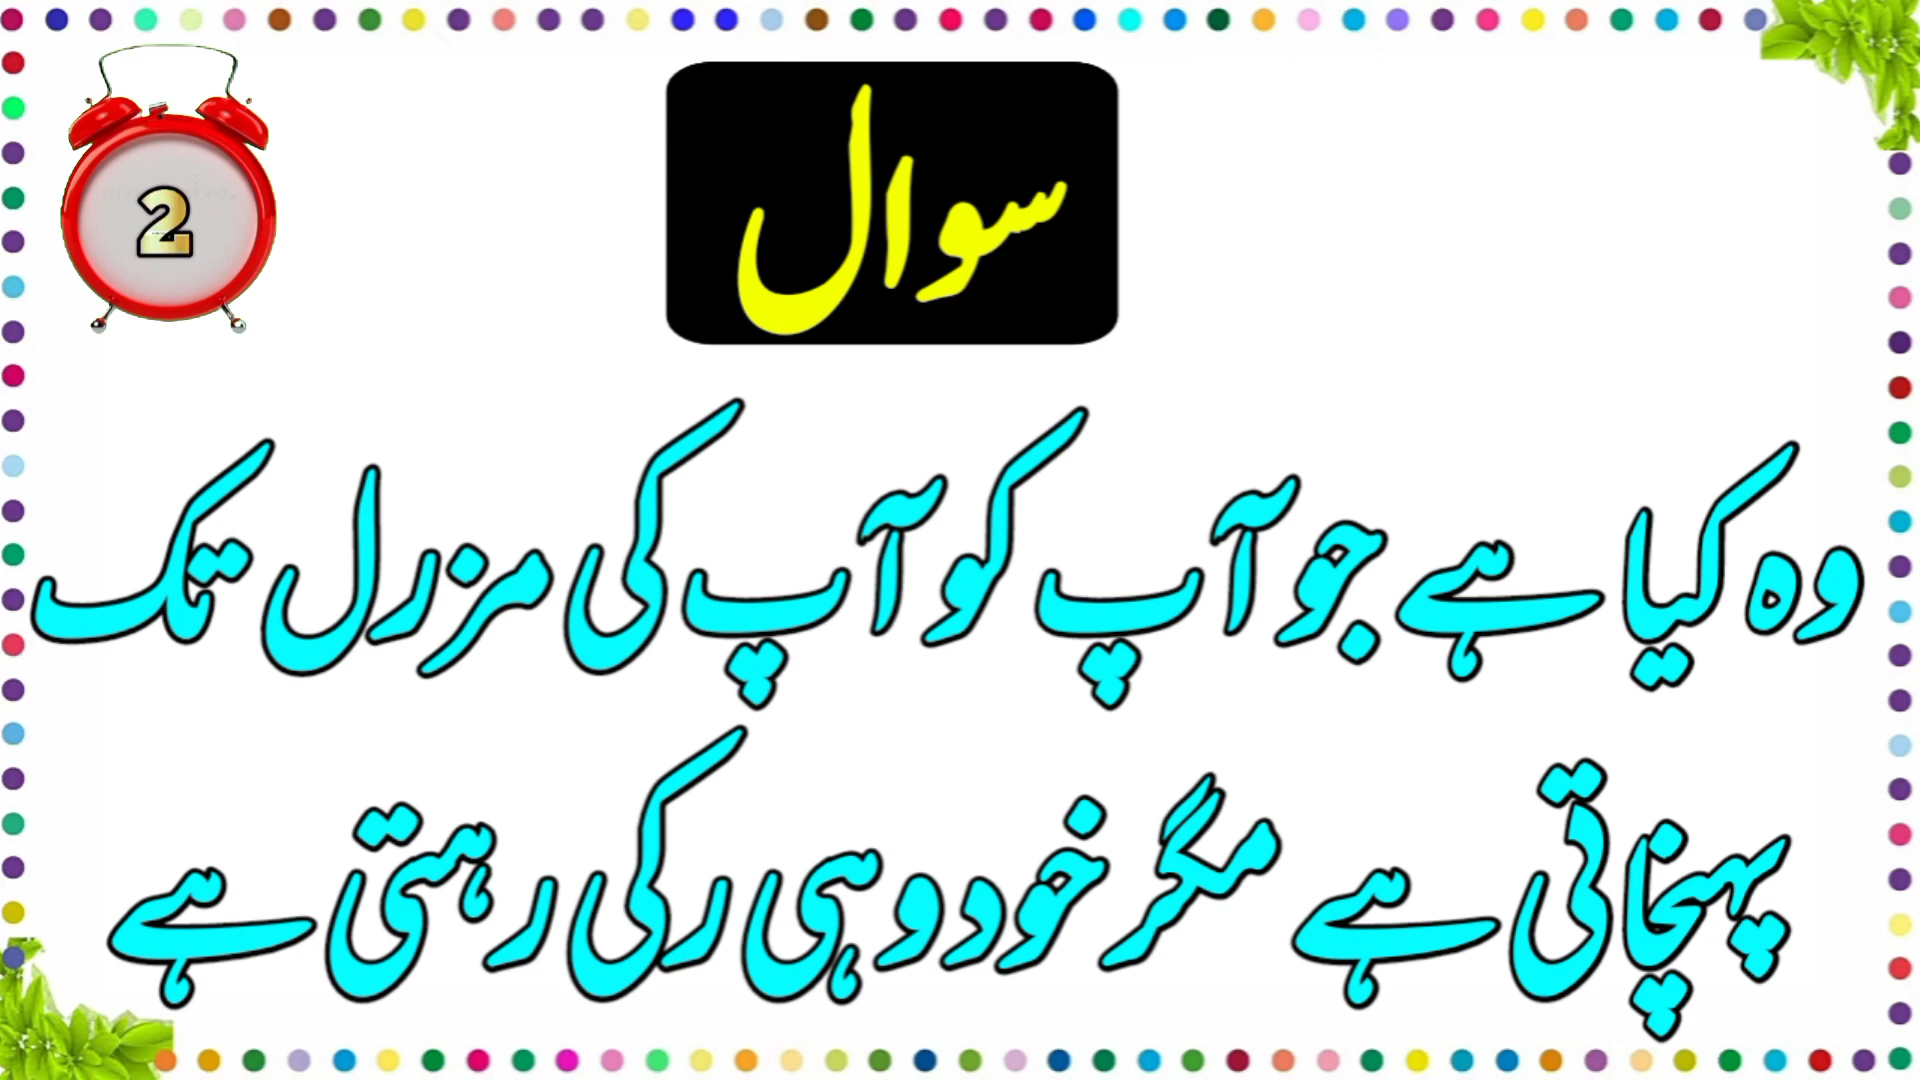 2
سوال
وہ کیا ہے جو آپ کو آپ کی مزرل تک
پہنچاتی ہے مگر خود وہی رکی رہتی ہے